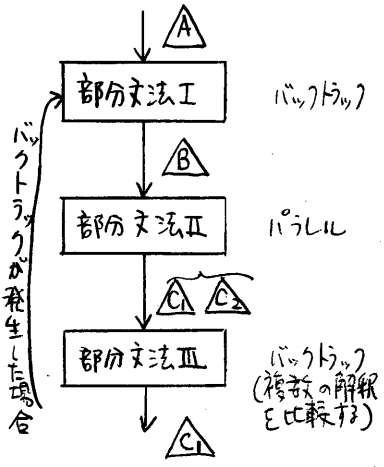 A
部分文法I
バックトラック
B
部分文法II
パラレル
C1 C2
部分文法III
バックトラック
(複数の解釈
を比較する)
C1
バックトラックが発生した場合